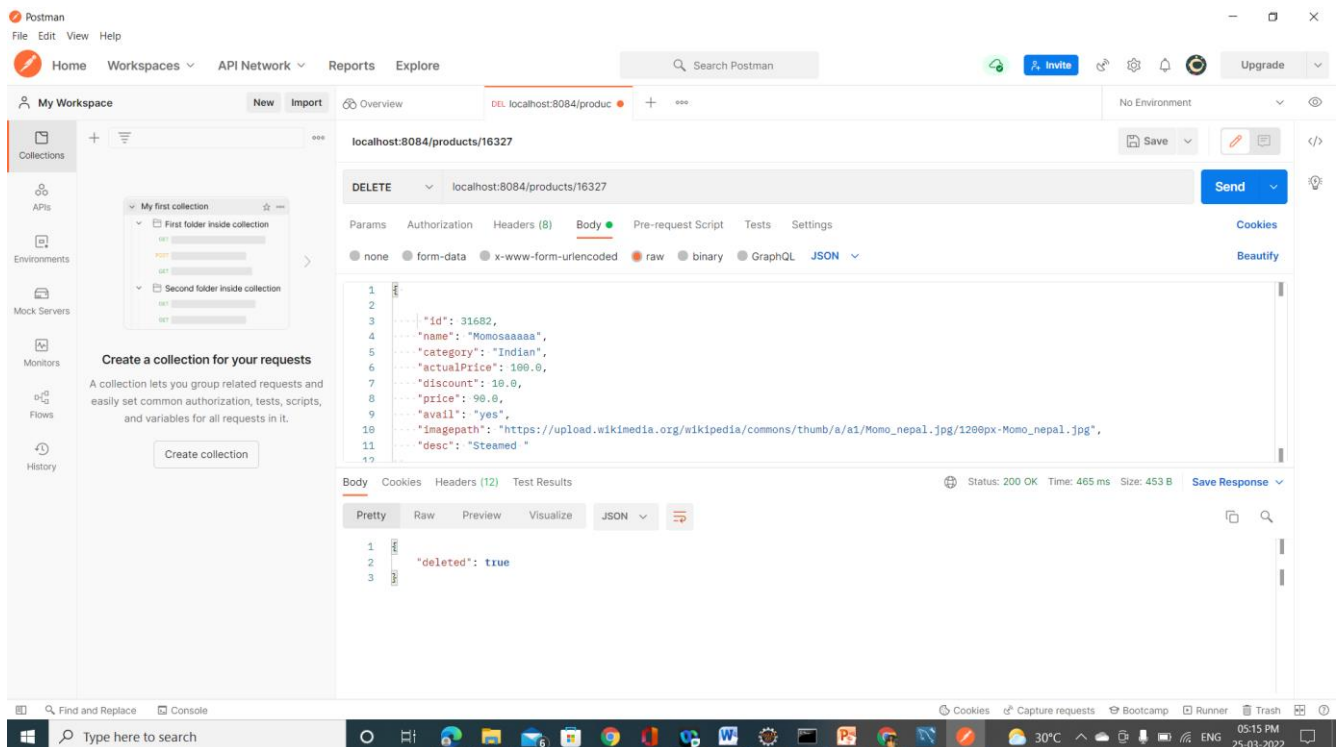 Postman
File Edit View Help
Home Workspaces API Network Reports Explore Search Postman Invite Upgrade
My Workspace New Import Overview DEL localhost:8084/produc No Environment
Collections
APIs
Environments
Mock Servers
Monitors
Flows
History
My first collection
First folder inside collection
GET
POST
GET
Second folder inside collection
GET
GET
Create a collection for your requests
A collection lets you group related requests and
easily set common authorization, tests, scripts,
and variables for all requests in it.
Create collection
localhost:8084/products/16327 Save
DELETE localhost:8084/products/16327 Send
Params Authorization Headers (8) Body Pre-request Script Tests Settings Cookies
none form-data x-www-form-urlencoded raw binary GraphQL JSON Beautify
1 {
2
3 "id": 31682,
4 "name": "Momosaaaaa",
5 "category": "Indian",
6 "actualPrice": 100.0,
7 "discount": 10.0,
8 "price": 90.0,
9 "avail": "yes",
10 "imagepath": "https://upload.wikimedia.org/wikipedia/commons/thumb/a/a1/Momo_nepal.jpg/1200px-Momo_nepal.jpg",
11 "desc": "Steamed "
12
Body Cookies Headers (12) Test Results Status: 200 OK Time: 465 ms Size: 453 B Save Response
Pretty Raw Preview Visualize JSON
1 {
2 "deleted": true
3 }
Find and Replace Console Cookies Capture requests Bootcamp Runner Trash
Type here to search 30°C ENG 05:15 PM
25-03-2022